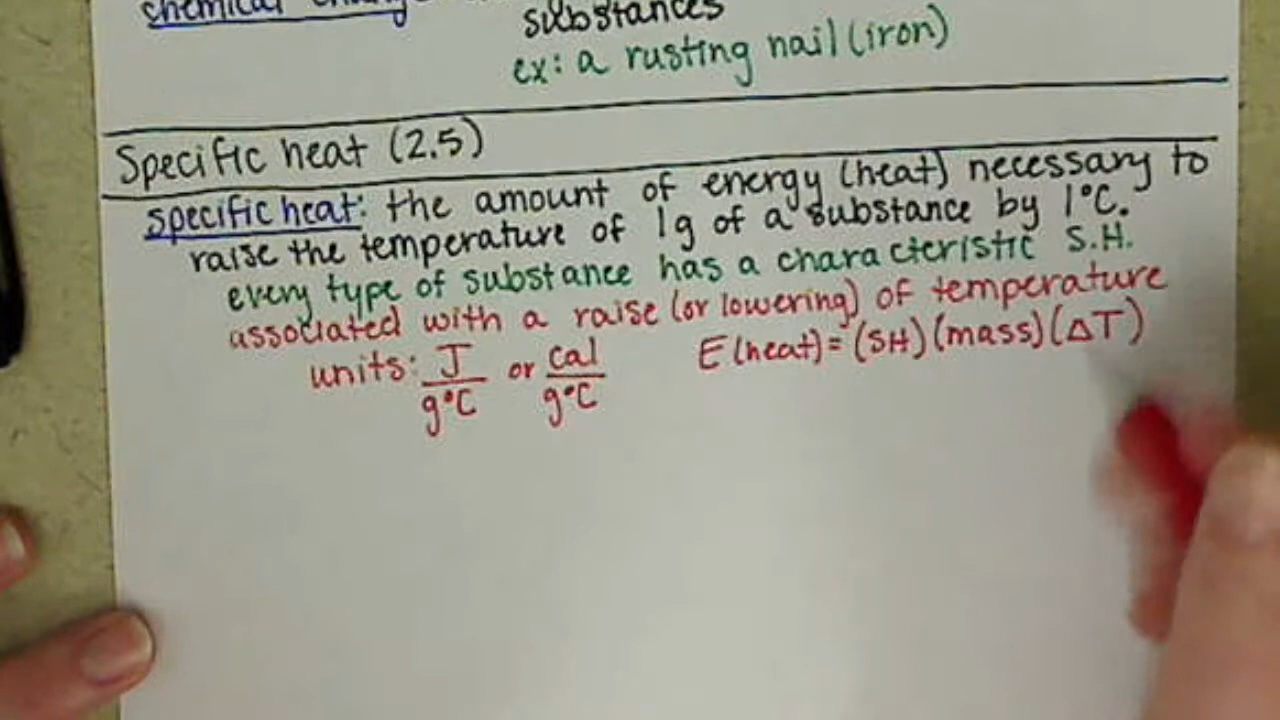 chemical change
substances
ex: a rusting nail (iron)
Specific heat (2.5)
specific heat: the amount of energy (heat) necessary to
raise the temperature of 1g of a substance by 1°C.
every type of substance has a characteristic S.H.
associated with a raise (or lowering) of temperature
units: J/g°C or cal/g°C E(heat) = (SH)(mass)(ΔT)